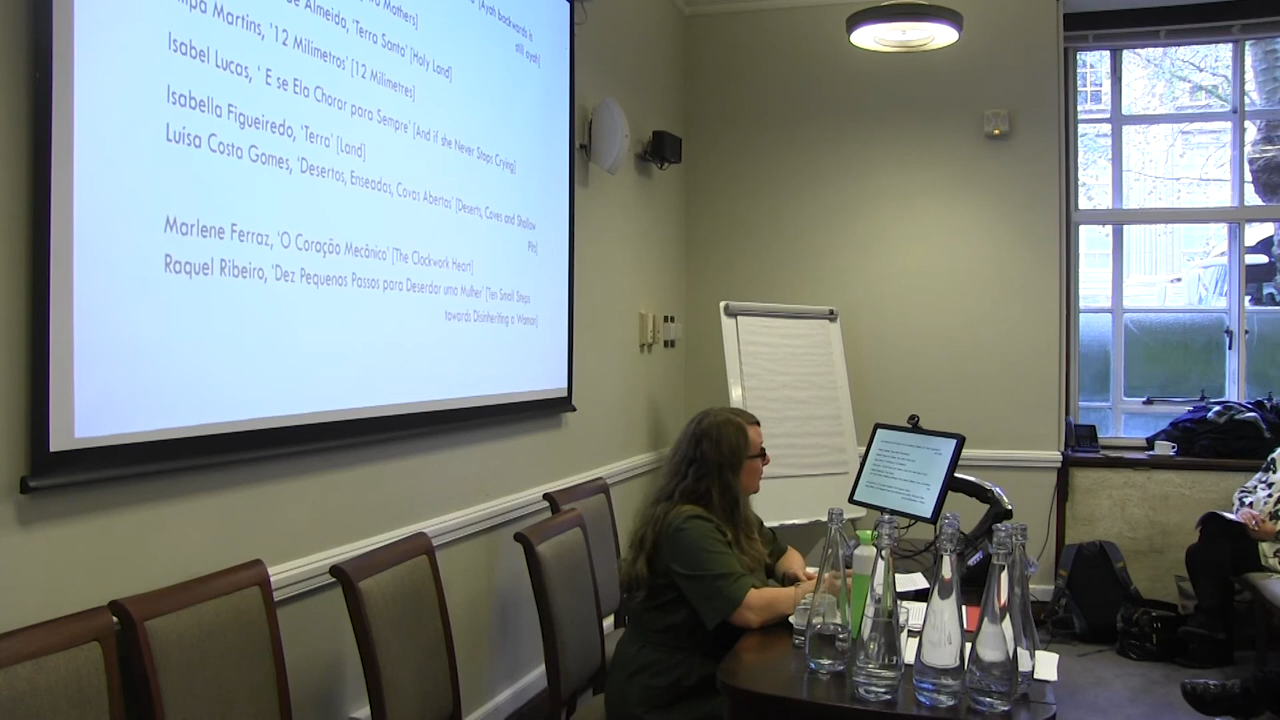 [Ayah backwards is
still ayah]
Mothers]
Almeida, 'Terra Santa' [Holy Land]
Martins, '12 Milimetros' [12 Milimetres]
Isabel Lucas, ' E se Ela Chorar para Sempre' [And if she Never Stops Crying]
Isabella Figueiredo, 'Terra' [Land]
Luisa Costa Gomes, 'Desertos, Enseadas, Covas Abertas' [Deserts, Coves and Shallow
Pits]
Marlene Ferraz, 'O Coração Mecânico' [The Clockwork Heart]
Raquel Ribeiro, 'Dez Pequenos Passos para Deserdar uma Mulher' [Ten Small Steps
towards Disinheriting a Woman]